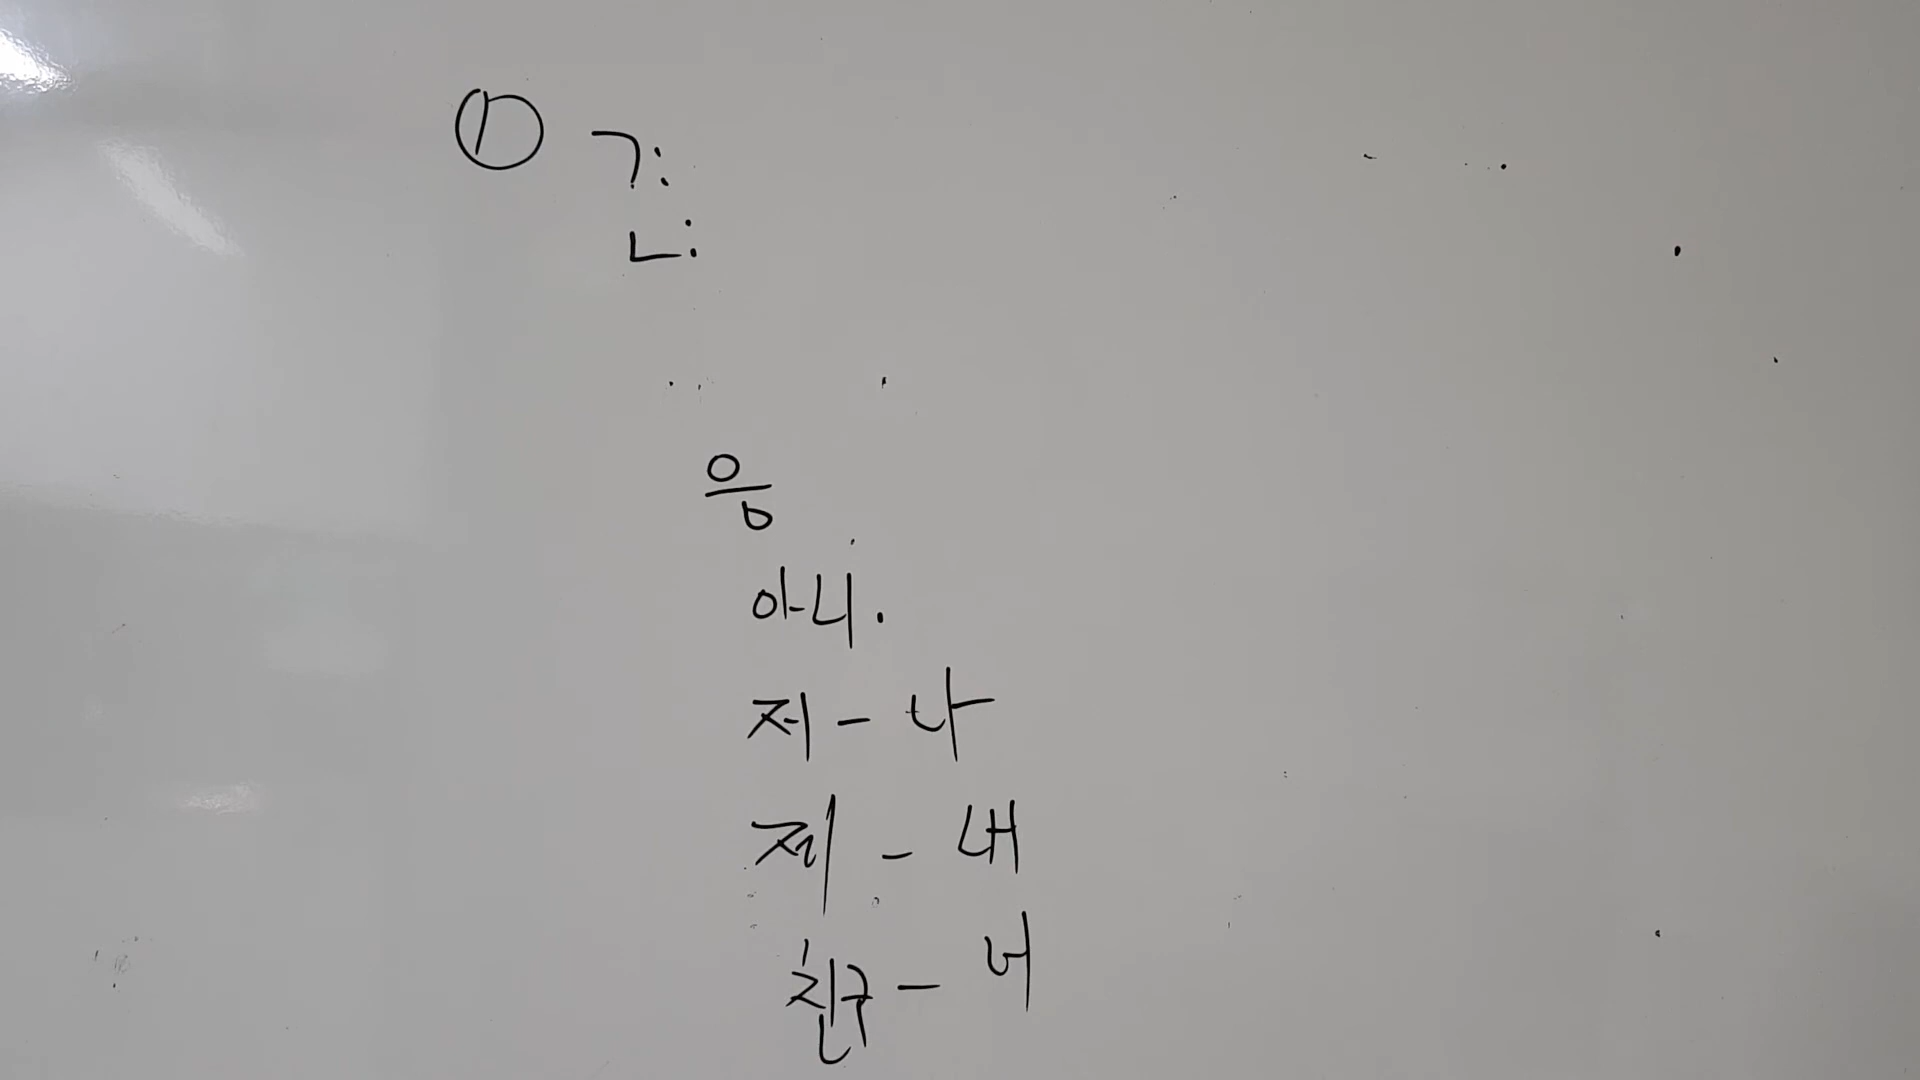 ① ㄱ:
ㄴ:
응
아니.
저 - 나
제 - 내
친구 - 너